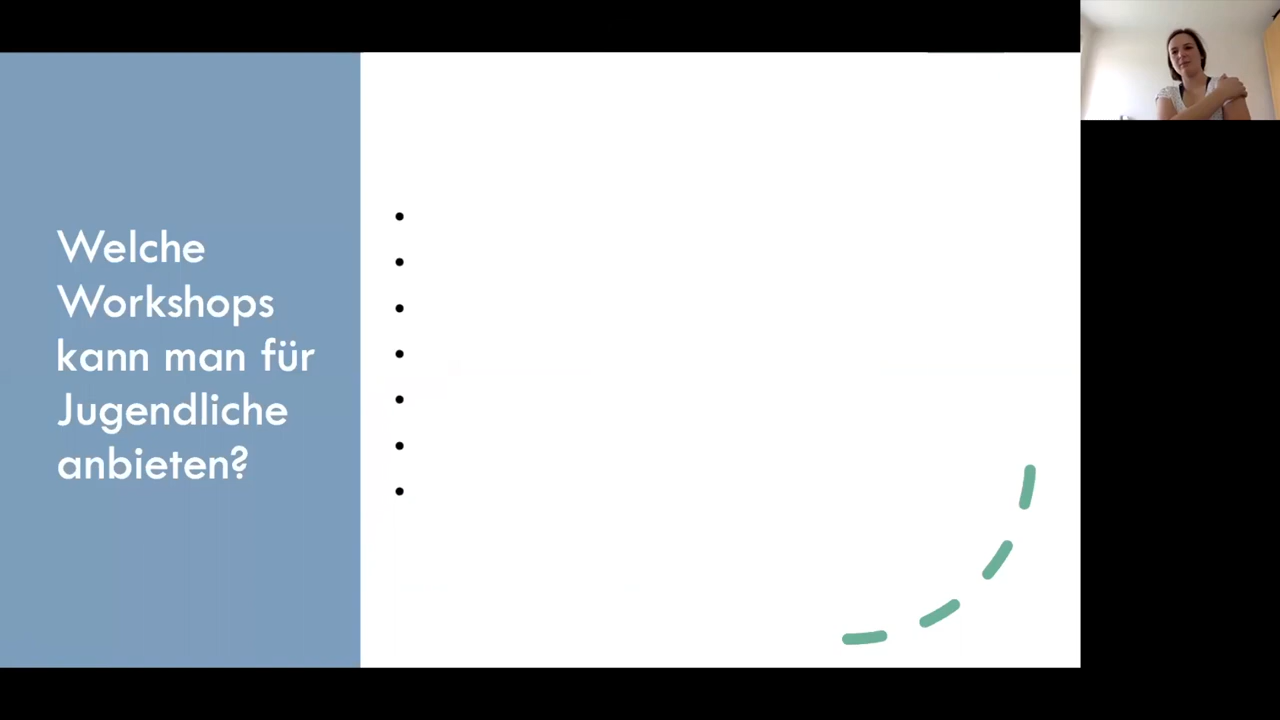 Welche
Workshops
kann man für
Jugendliche
anbieten?